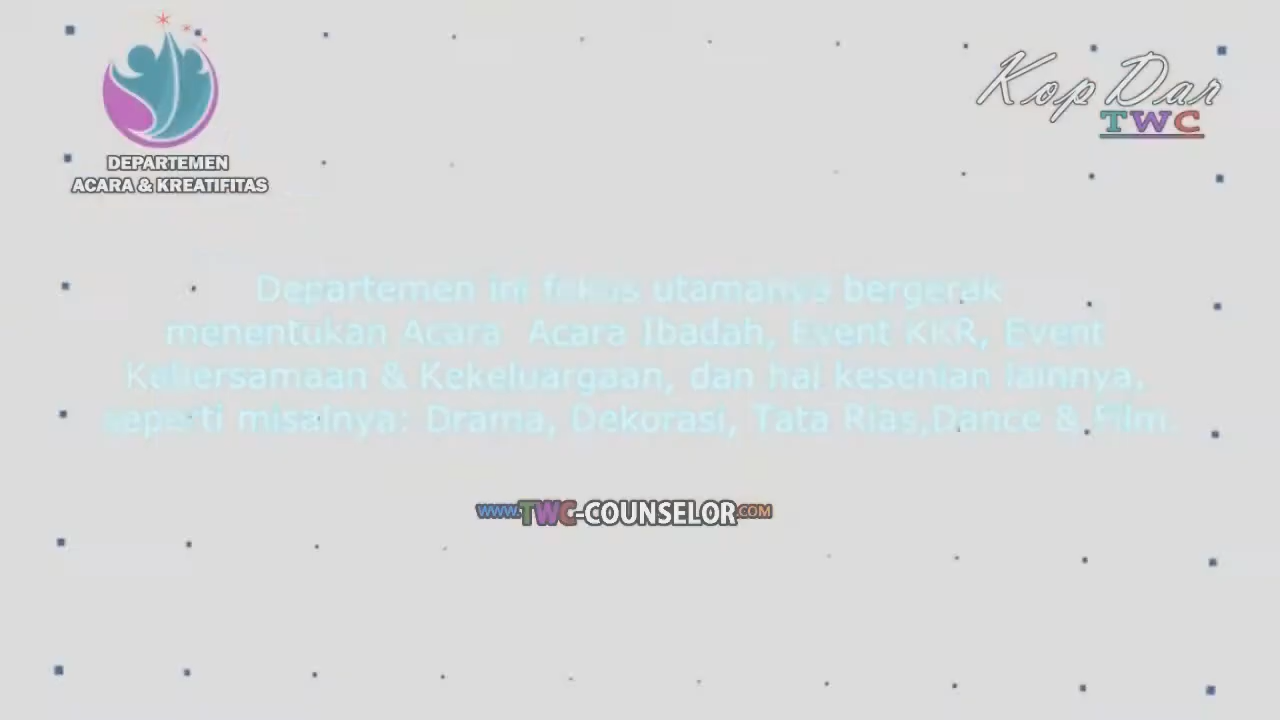 DEPARTEMEN
ACARA & KREATIFITAS
Kop Dar
TWC
Departemen ini fokus utamanya bergerak
menentukan Acara Acara Ibadah, Event KKR, Event
Kebersamaan & Kekeluargaan, dan hal kesenian lainnya,
seperti misalnya: Drama, Dekorasi, Tata Rias,Dance & Film.
WWW.TWC-COUNSELOR.COM